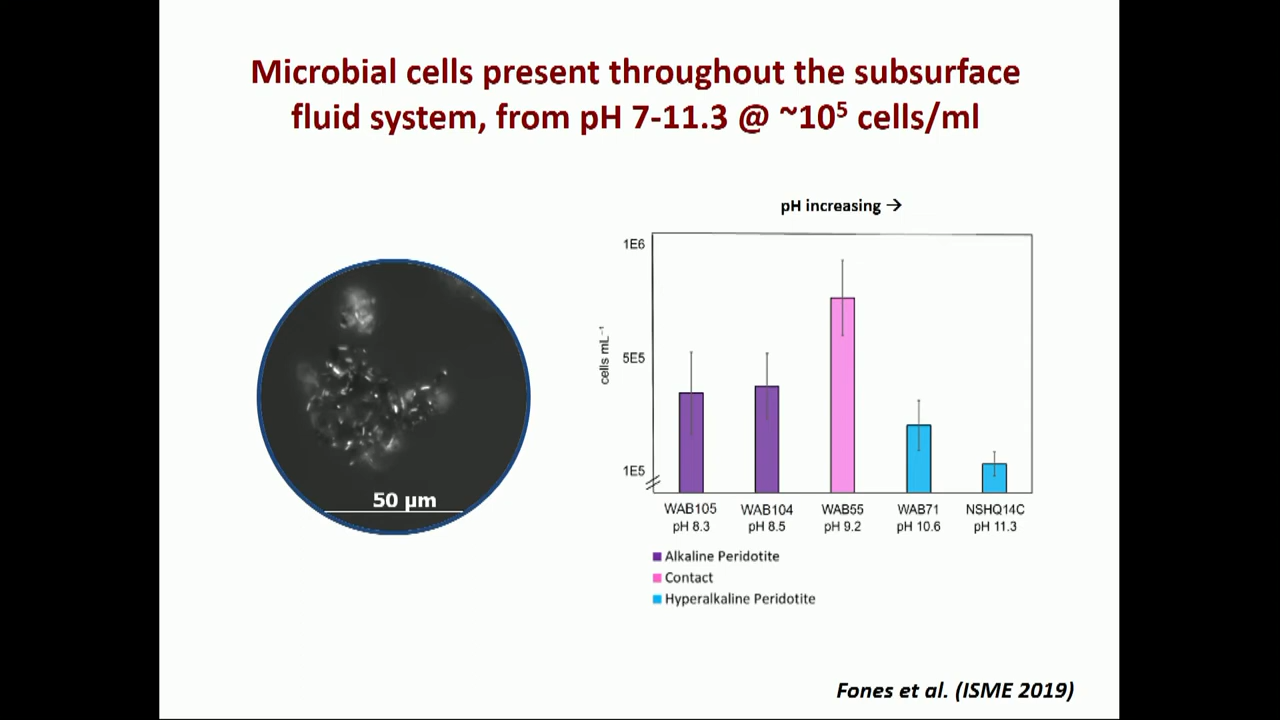 Microbial cells present throughout the subsurface
fluid system, from pH 7-11.3 @ ~10⁵ cells/ml
pH increasing →
1E6
5E5
1E5
cells mL⁻¹
WAB105 WAB104 WAB55 WAB71 NSHQ14C
pH 8.3 pH 8.5 pH 9.2 pH 10.6 pH 11.3
Alkaline Peridotite
Contact
Hyperalkaline Peridotite
50 µm
Fones et al. (ISME 2019)